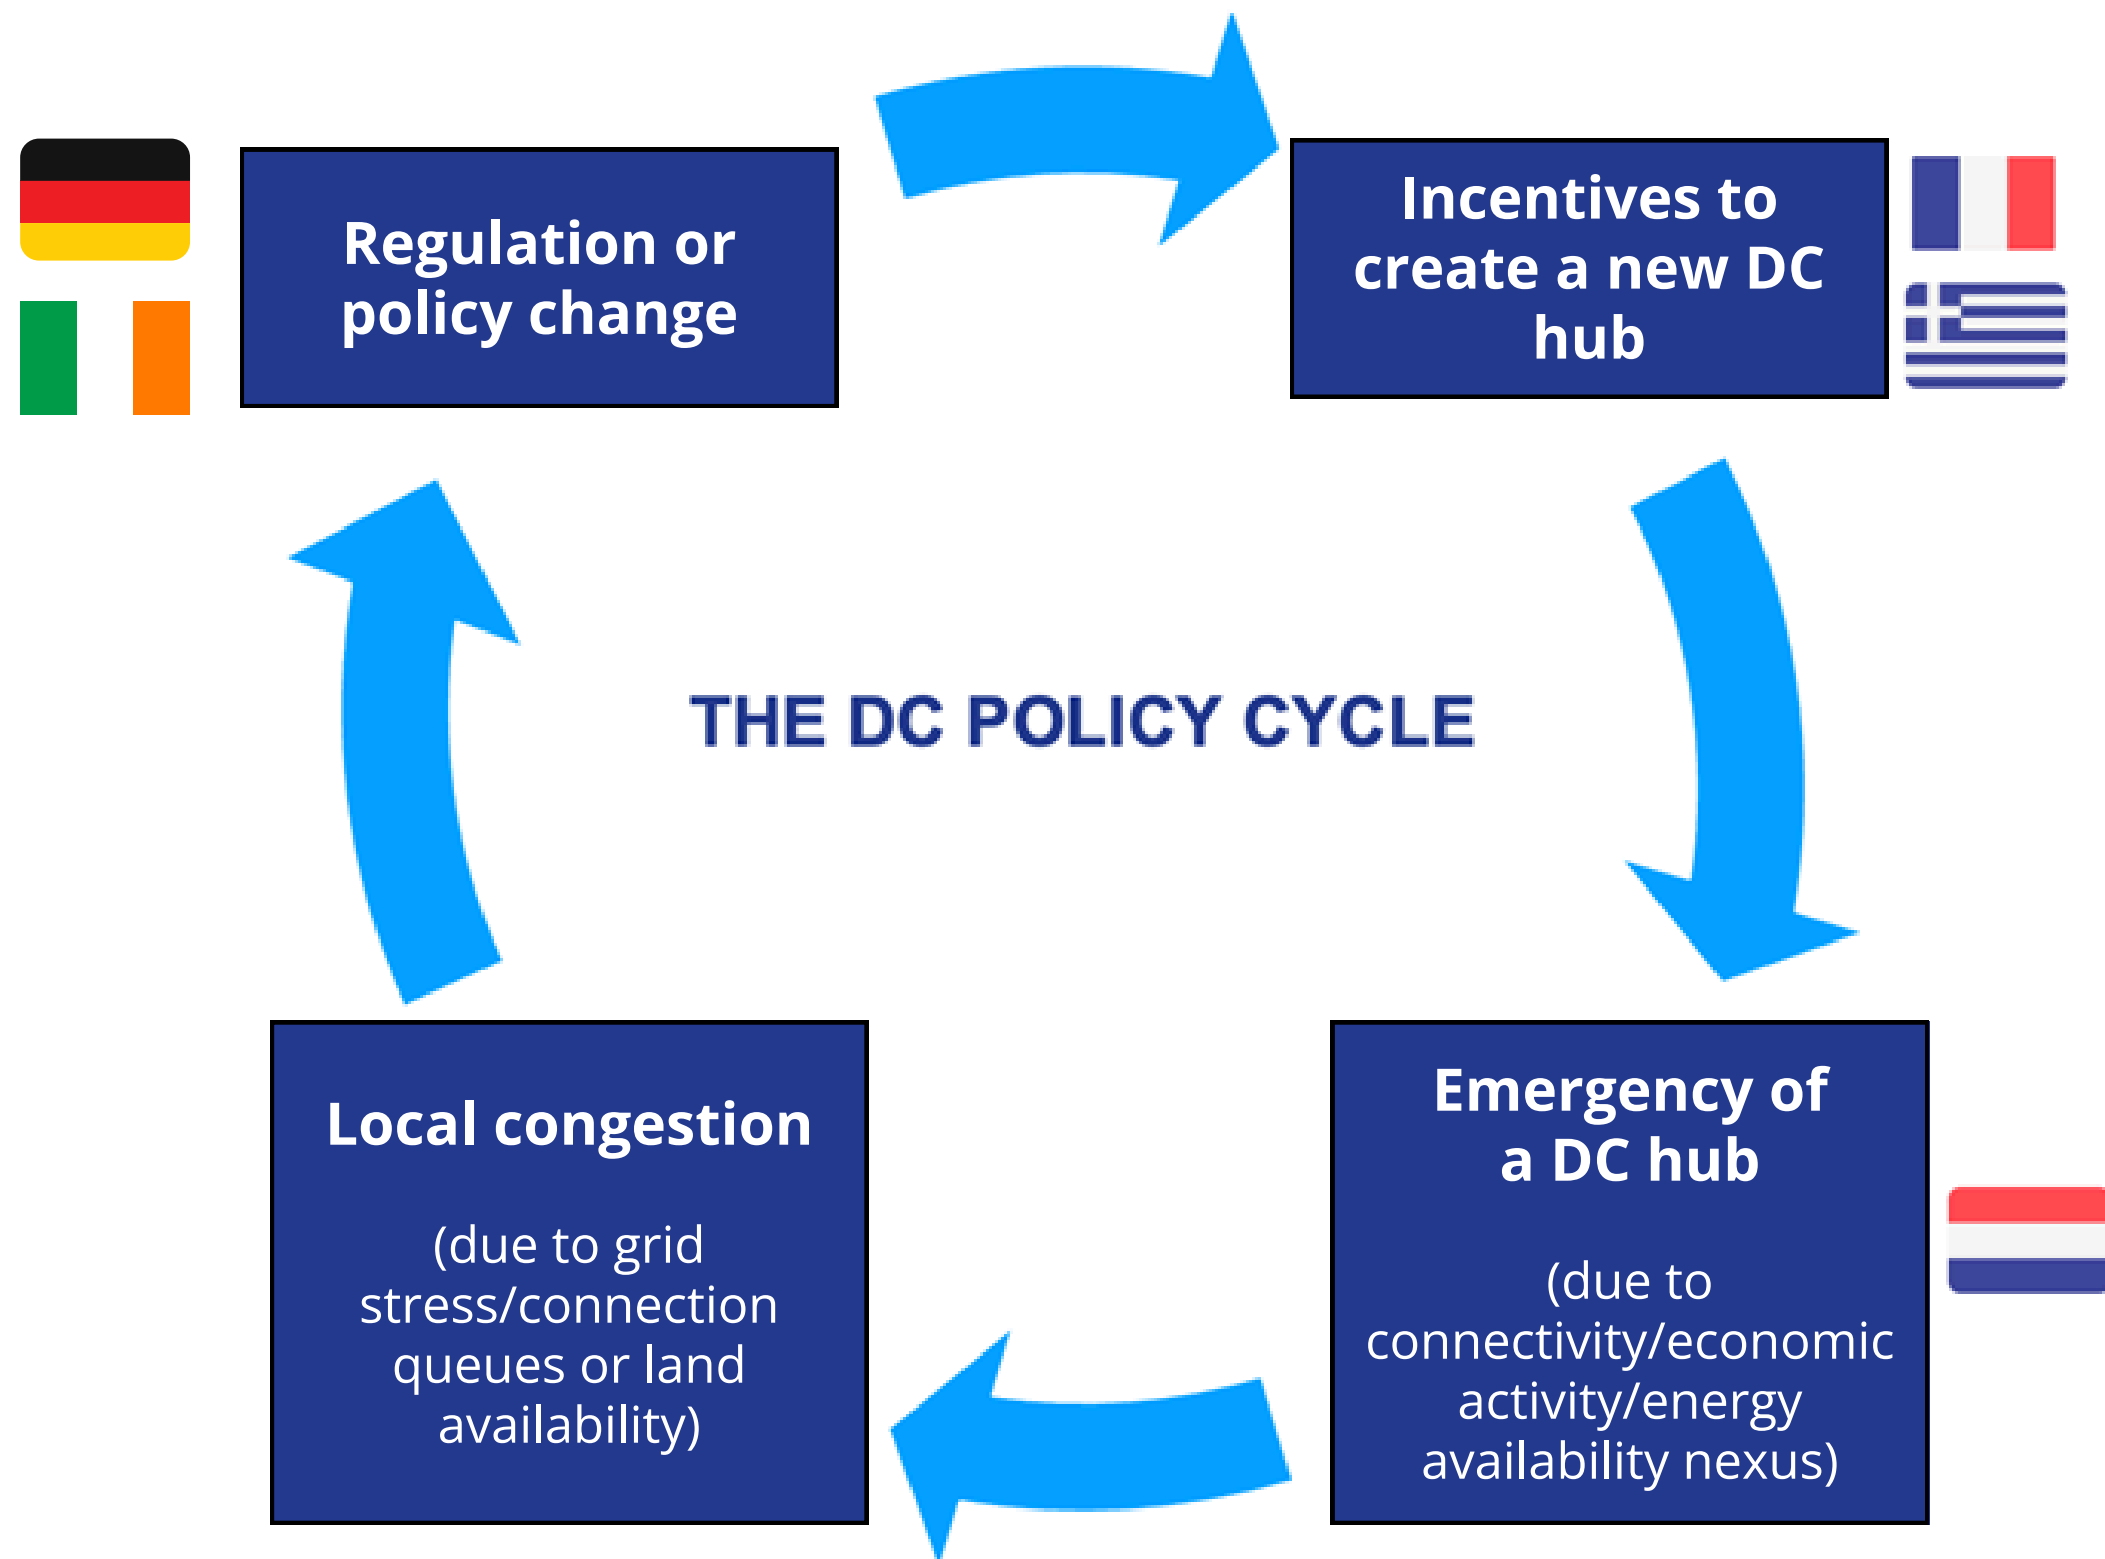 Regulation or
policy change
Incentives to
create a new DC
hub
THE DC POLICY CYCLE
Local congestion
(due to grid
stress/connection
queues or land
availability)
Emergency of
a DC hub
(due to
connectivity/economic
activity/energy
availability nexus)